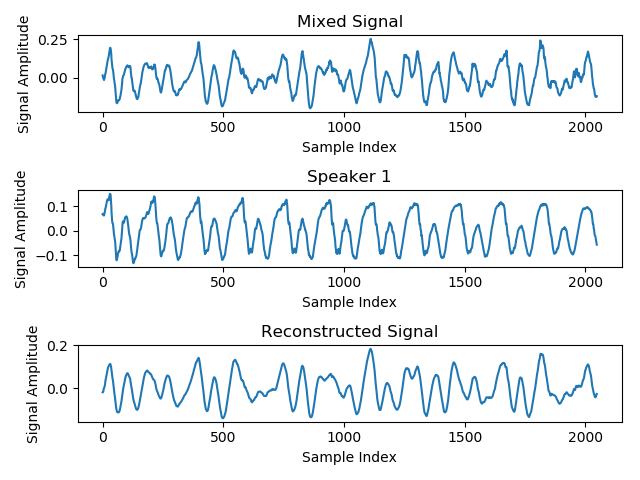 Mixed Signal
Signal Amplitude
0.25
0.00
0 500 1000 1500 2000
Sample Index
Speaker 1
Signal Amplitude
0.1
0.0
−0.1
0 500 1000 1500 2000
Sample Index
Reconstructed Signal
Signal Amplitude
0.2
0.0
0 500 1000 1500 2000
Sample Index